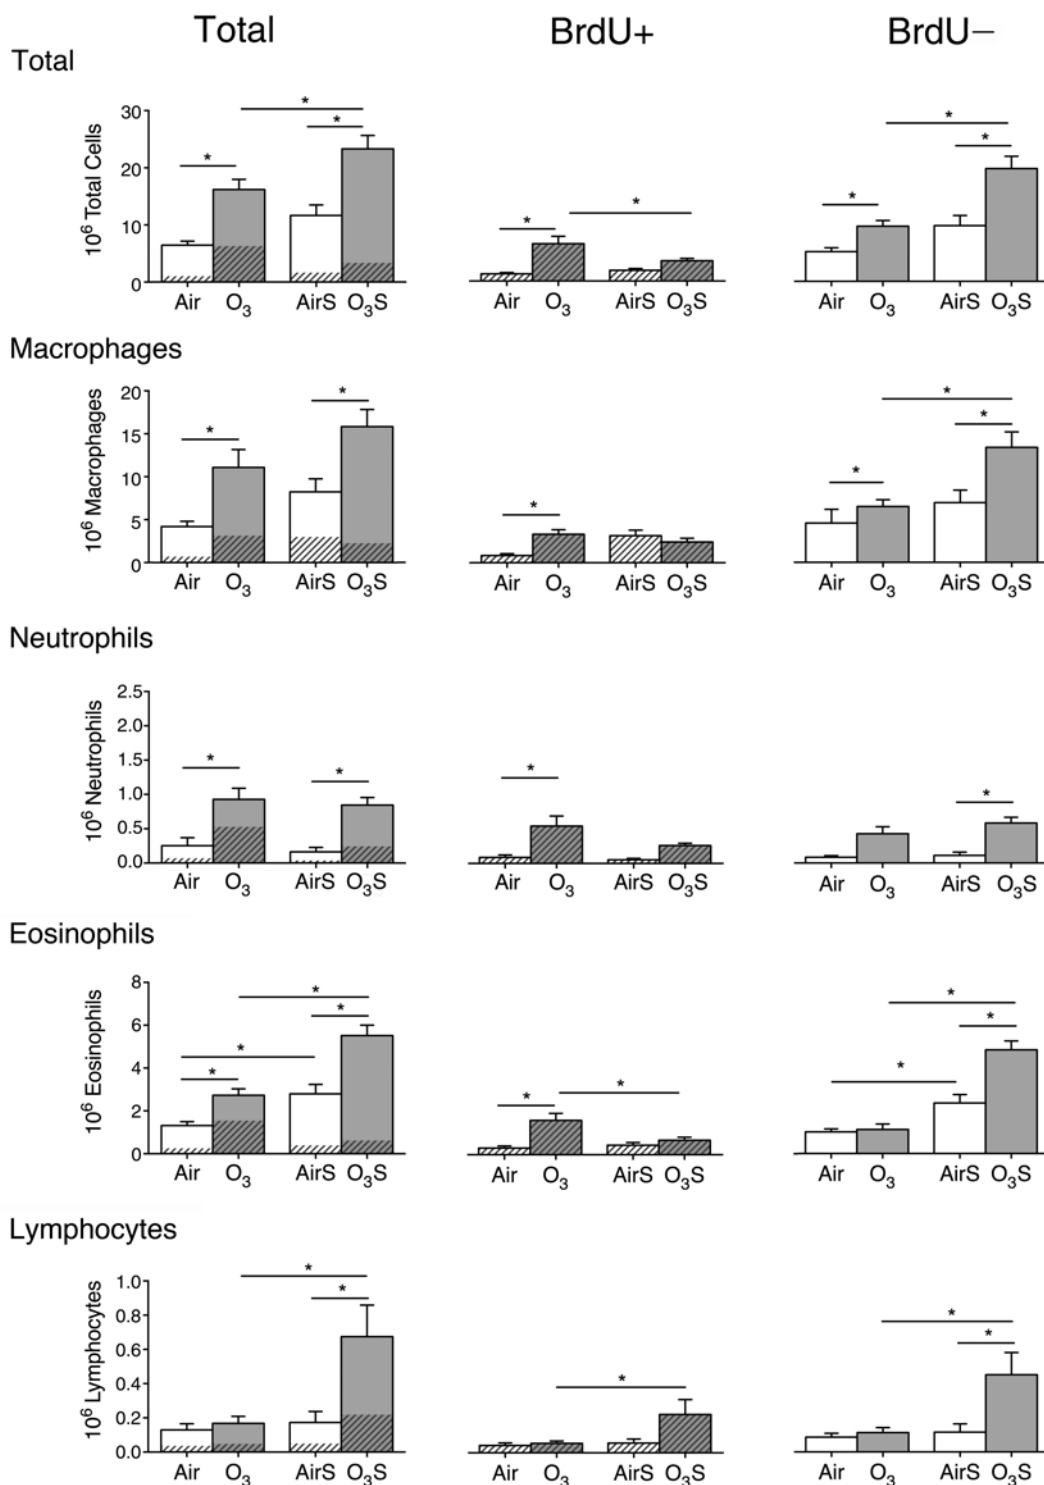 Total BrdU+ BrdU−
Total
10⁶ Total Cells
30
20
10
0
* * *
* *
* * *
Air O₃ AirS O₃S Air O₃ AirS O₃S Air O₃ AirS O₃S
Macrophages
10⁶ Macrophages
20
15
10
5
0
* *
* * *
*
Air O₃ AirS O₃S Air O₃ AirS O₃S Air O₃ AirS O₃S
Neutrophils
10⁶ Neutrophils
2.5
2.0
1.5
1.0
0.5
0.0
* * * *
Air O₃ AirS O₃S Air O₃ AirS O₃S Air O₃ AirS O₃S
Eosinophils
10⁶ Eosinophils
8
6
4
2
0
* *
* *
* * *
* *
Air O₃ AirS O₃S Air O₃ AirS O₃S Air O₃ AirS O₃S
Lymphocytes
10⁶ Lymphocytes
1.0
0.8
0.6
0.4
0.2
0.0
*
* *
* *
Air O₃ AirS O₃S Air O₃ AirS O₃S Air O₃ AirS O₃S